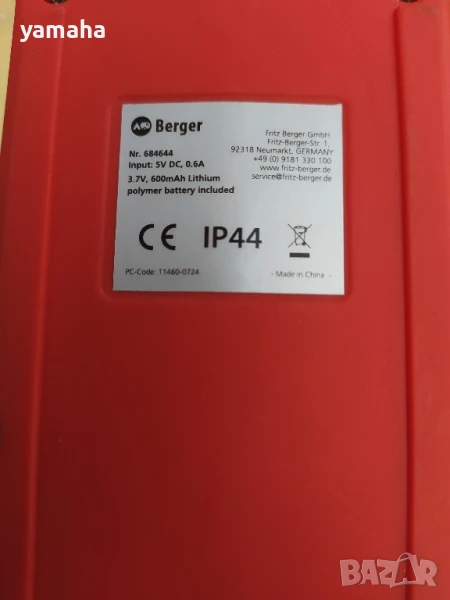 yamaha
Berger
Nr. 684644
Input: 5V DC, 0.6A
3.7V, 600mAh Lithium
polymer battery included
Fritz Berger GmbH
Fritz-Berger-Str. 1
92318 Neumarkt, GERMANY
+49 (0) 9181 330 100
www.fritz-berger.de
service@fritz-berger.de
CE IP44
PC-Code: 11460-0724
- Made in China -
BAZAR